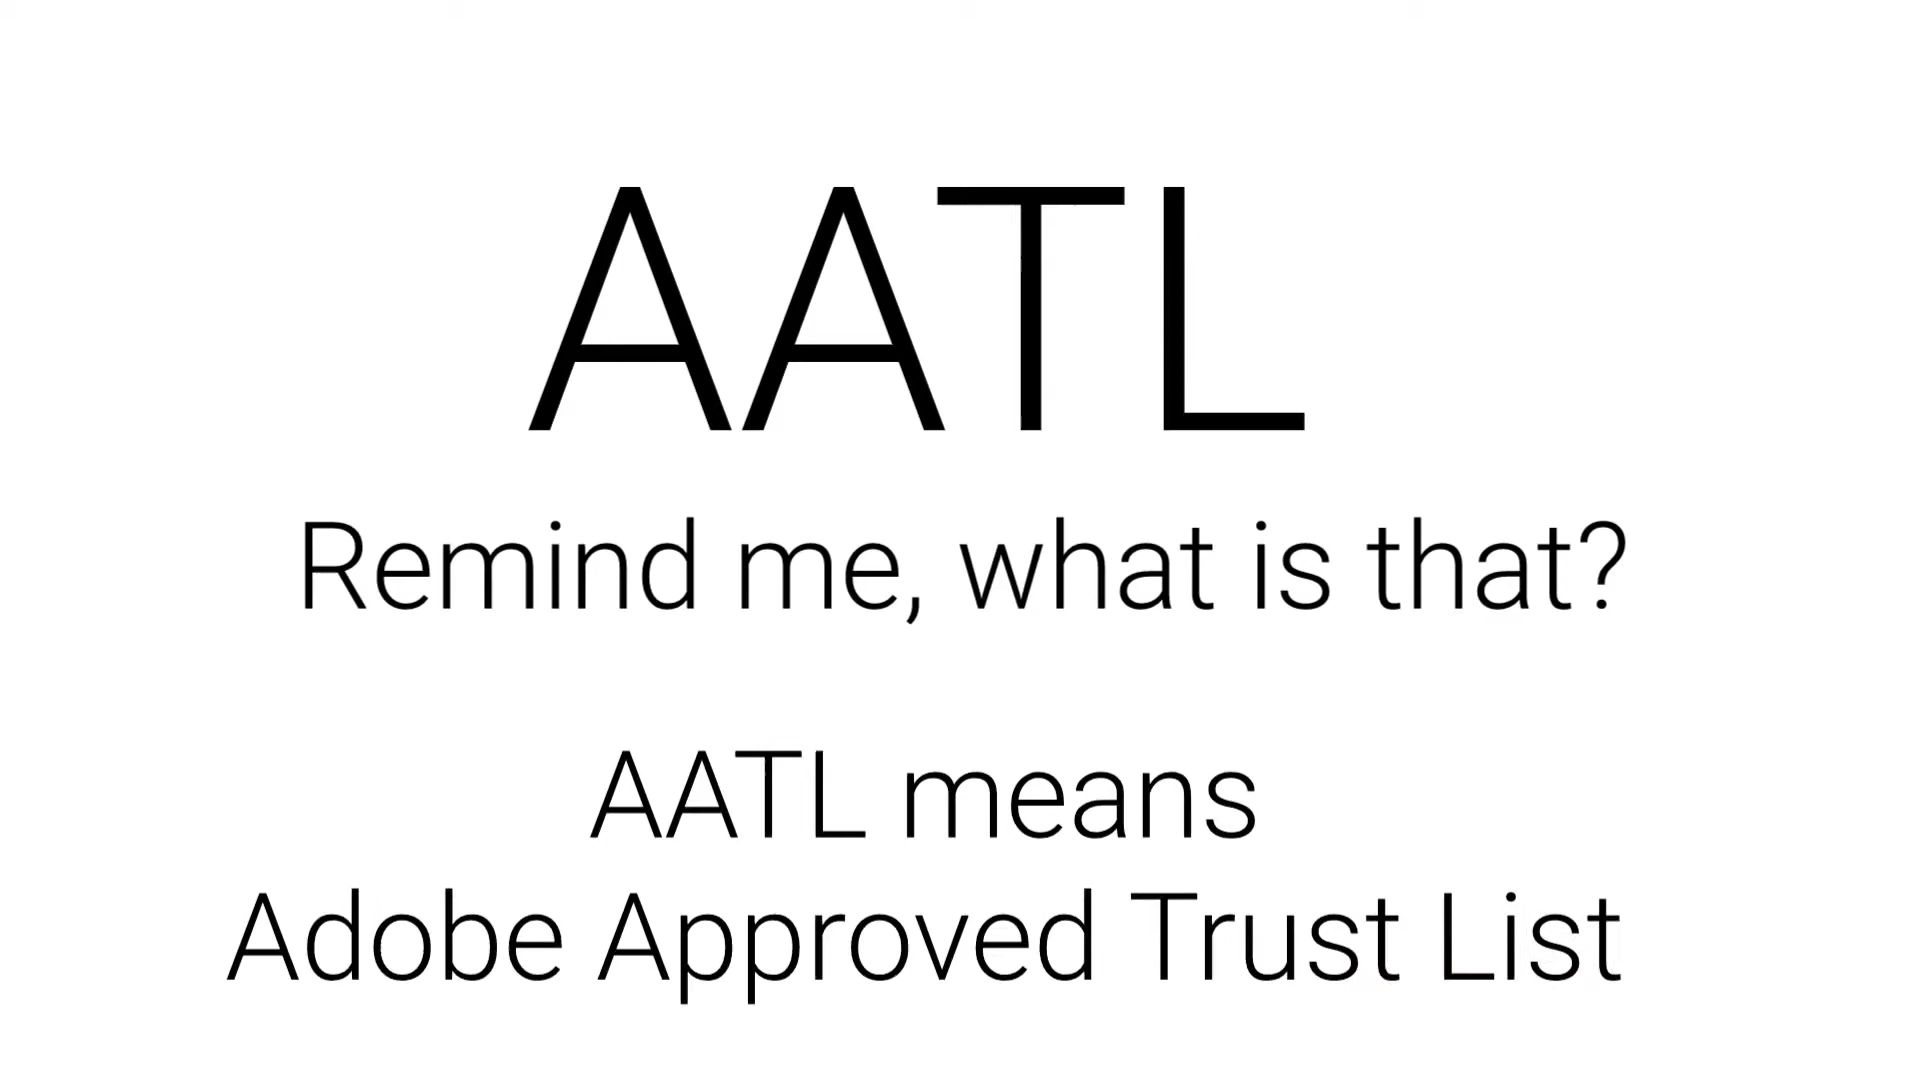 AATL
Remind me, what is that?
AATL means
Adobe Approved Trust List